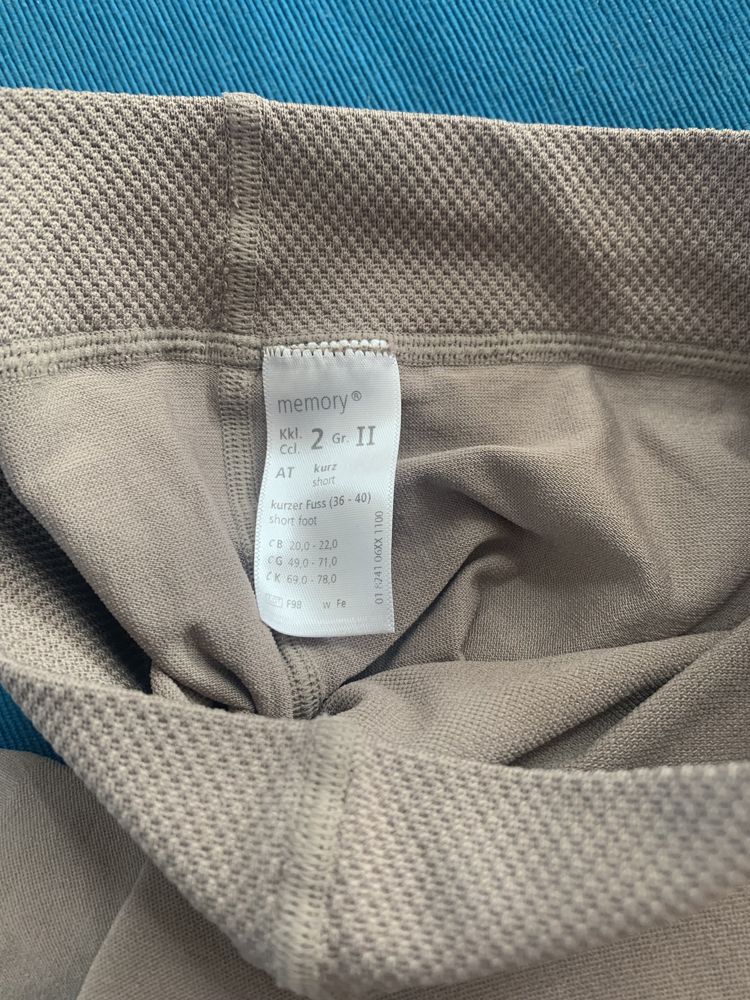 memory®
Kkl. 2 Gr. II
Ccl.
AT kurz
short
kurzer Fuss (36 - 40)
short foot
c B 20,0 - 22,0
c G 49,0 - 71,0
c K 69,0 - 78,0
F98 w Fe
01 8241 06XX 1100